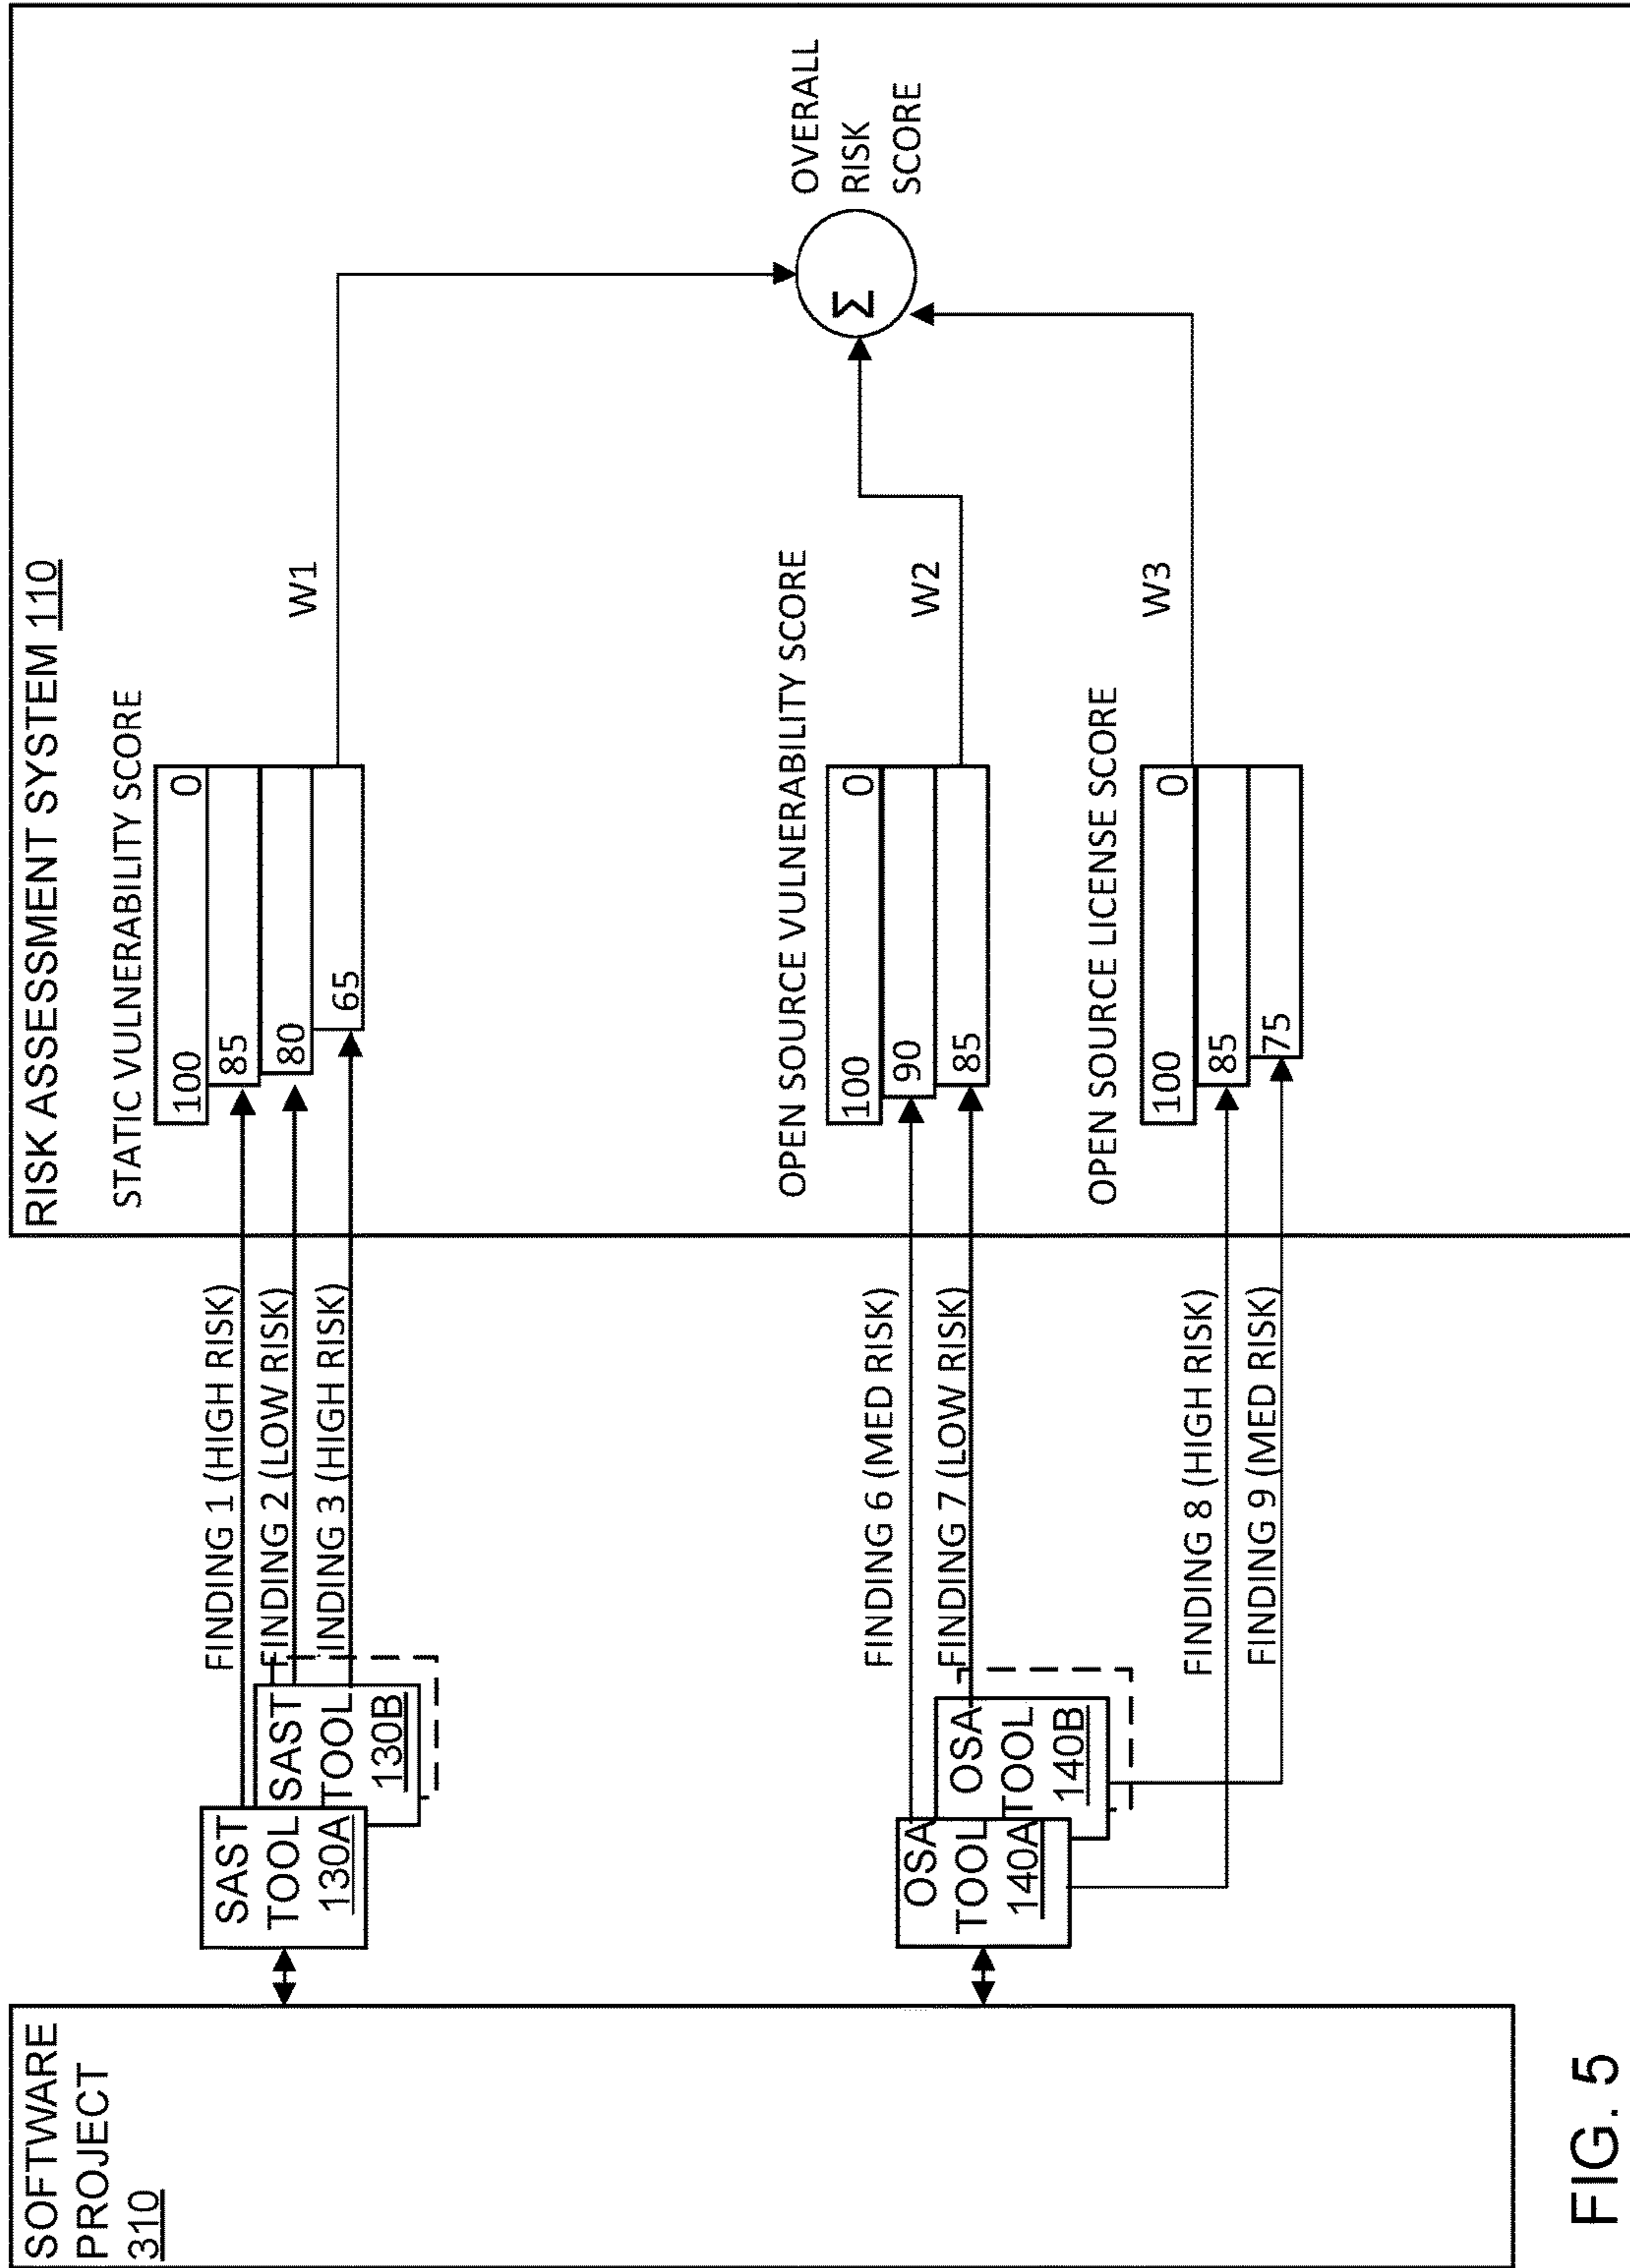 SOFTWARE
PROJECT
310
SAST
TOOL
130A
SAST
TOOL
130B
OSA
TOOL
140A
OSA
TOOL
140B
FINDING 1 (HIGH RISK)
FINDING 2 (LOW RISK)
INDING 3 (HIGH RISK)
FINDING 6 (MED RISK)
FINDING 7 (LOW RISK)
FINDING 8 (HIGH RISK)
FINDING 9 (MED RISK)
RISK ASSESSMENT SYSTEM 110
STATIC VULNERABILITY SCORE
100 0
85
80
65
W1
OPEN SOURCE VULNERABILITY SCORE
100 0
90
85
W2
OPEN SOURCE LICENSE SCORE
100 0
85
75
W3
Σ
OVERALL
RISK
SCORE
FIG. 5